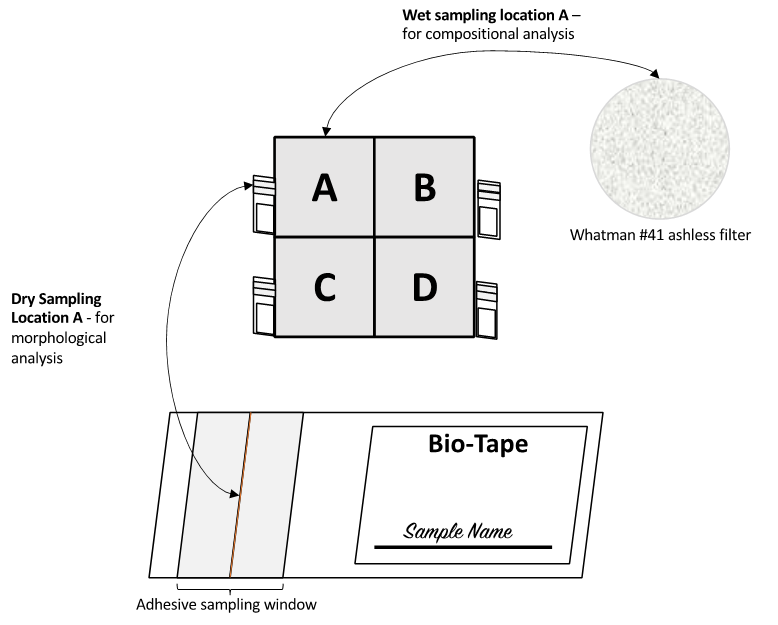 Wet sampling location A –
for compositional analysis
A
B
Whatman #41 ashless filter
C
D
Dry Sampling
Location A - for
morphological
analysis
Bio-Tape
Sample Name
Adhesive sampling window